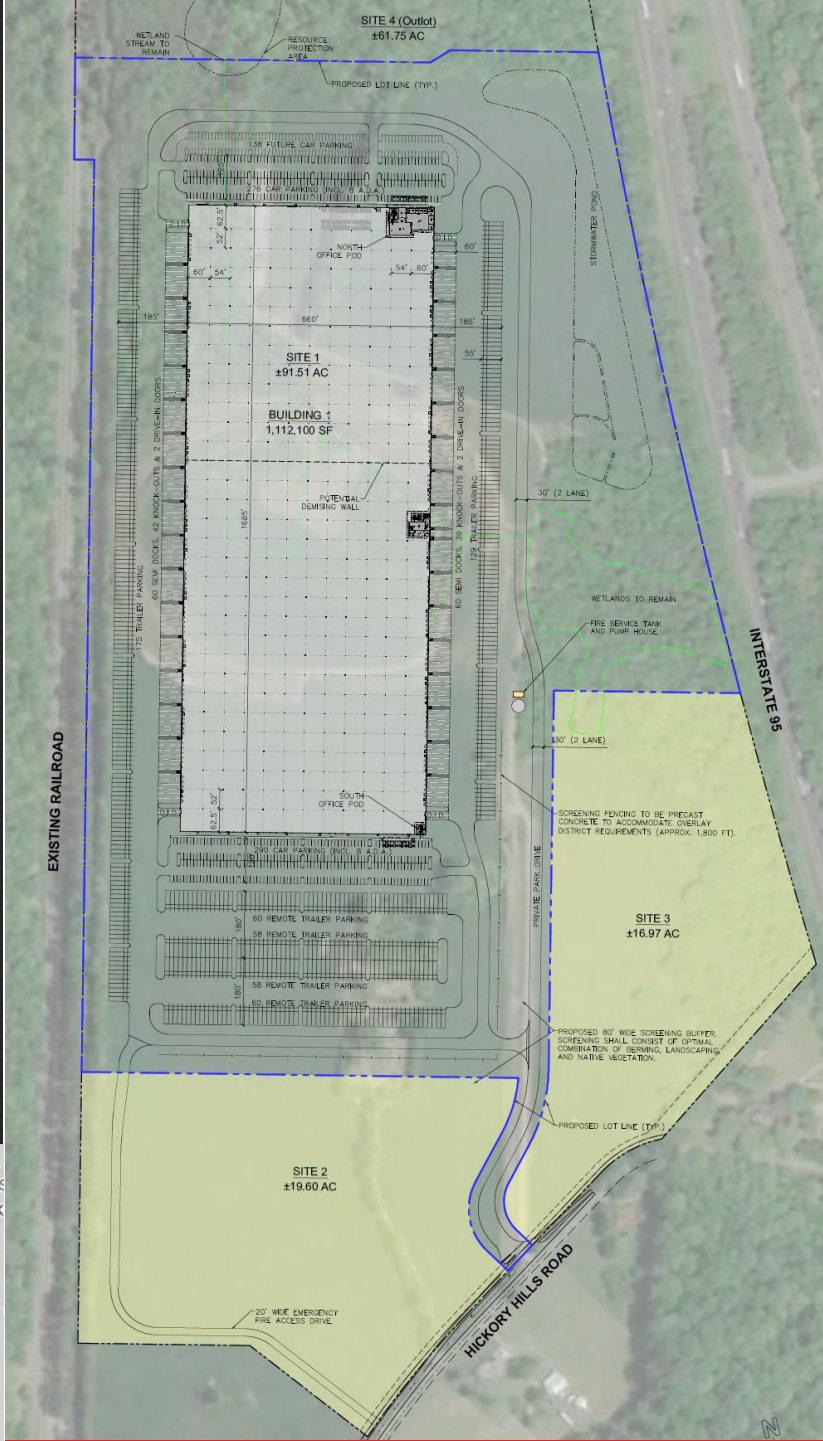 SITE 4 (Outlot)
±61.75 AC
WETLAND
STREAM TO
REMAIN
RESOURCE
PROTECTION
AREA
PROPOSED LOT LINE (TYP.)
138 FUTURE CAR PARKING
276 CAR PARKING (INCL. 8 A.D.A.)
62.5'
52'
NORTH
OFFICE POD
60'
60'
54'
54'
60'
STORMWATER POND
185'
660'
185'
SITE 1
±91.51 AC
55'
BUILDING 1
1,112,100 SF
60 SEMI DOCKS, 42 KNOCK-OUTS & 2 DRIVE-IN DOORS
60 SEMI DOCKS, 39 KNOCK-OUTS & 2 DRIVE-IN DOORS
POTENTIAL
DEMISING WALL
1685'
30' (2 LANE)
129 TRAILER PARKING
175 TRAILER PARKING
WETLANDS TO REMAIN
FIRE SERVICE TANK
AND PUMP HOUSE
INTERSTATE 95
30' (2 LANE)
EXISTING RAILROAD
52'
62.5'
SOUTH
OFFICE POD
SCREENING FENCING TO BE PRECAST
CONCRETE TO ACCOMMODATE OVERLAY
DISTRICT REQUIREMENTS (APPROX. 1,800 FT).
290 CAR PARKING (INCL. 8 A.D.A.)
PRIVATE PARK DRIVE
60 REMOTE TRAILER PARKING
180'
58 REMOTE TRAILER PARKING
SITE 3
±16.97 AC
58 REMOTE TRAILER PARKING
180'
60 REMOTE TRAILER PARKING
PROPOSED 80' WIDE SCREENING BUFFER.
SCREENING SHALL CONSIST OF OPTIMAL
COMBINATION OF BERMING, LANDSCAPING,
AND NATIVE VEGETATION.
PROPOSED LOT LINE (TYP.)
SITE 2
±19.60 AC
HICKORY HILLS ROAD
20' WIDE EMERGENCY
FIRE ACCESS DRIVE.